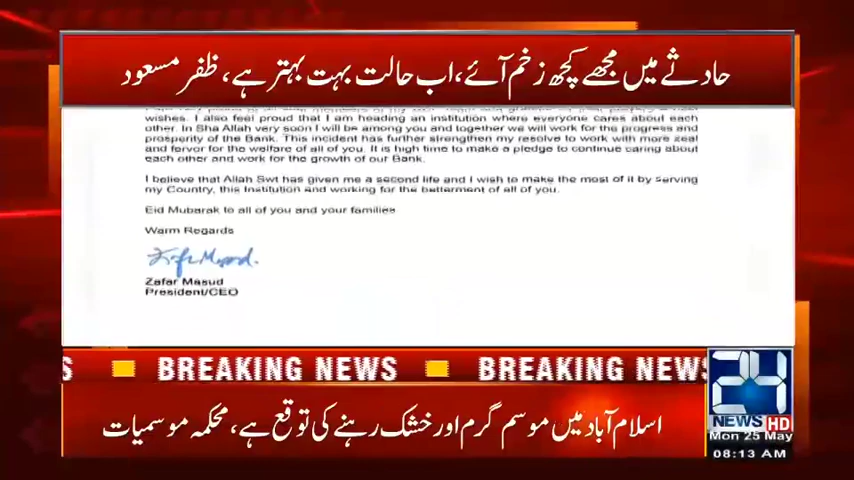 حادثے میں مجھے کچھ زخم آئے، اب حالت بہت بہتر ہے، ظفر مسعود
wishes. I also feel proud that I am heading an institution where everyone cares about each
other. In Sha Allah very soon I will be among you and together we will work for the progress and
prosperity of the Bank. This incident has further strengthen my resolve to work with more zeal
and fervor for the welfare of all of you. It is high time to make a pledge to continue caring about
each other and work for the growth of our Bank.
I believe that Allah Swt has given me a second life and I wish to make the most of it by serving
my Country, this Institution and working for the betterment of all of you.
Eid Mubarak to all of you and your families
Warm Regards
Zafar Masud
Zafar Masud
President/CEO
S BREAKING NEWS BREAKING NEWS
24
NEWS HD
Mon 25 May
08:13 AM
اسلام آباد میں موسم گرم اور خشک رہنے کی توقع ہے، محکمہ موسمیات